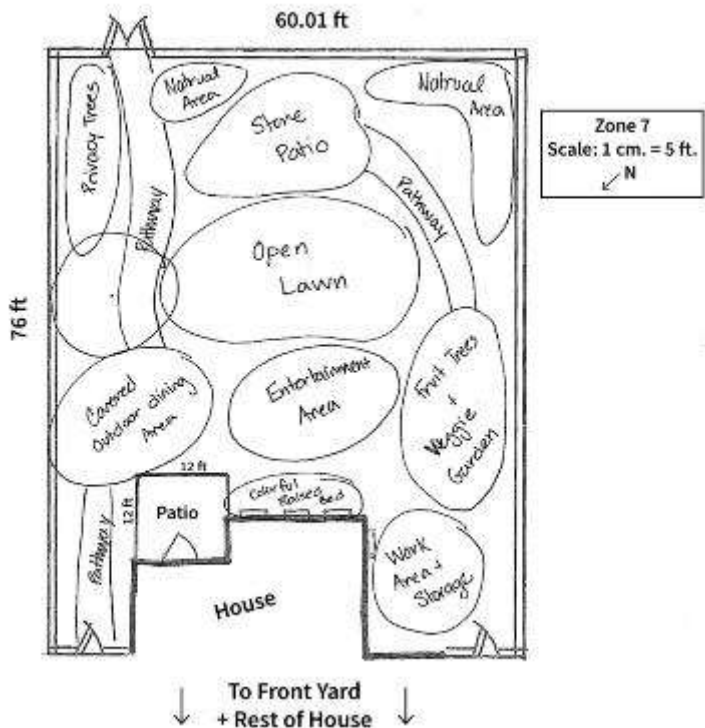 60.01 ft
Natrual
Area
Natrual
Area
Privacy Trees
Stone
Patio
Zone 7
Scale: 1 cm. = 5 ft.
N
Pathway
Pathway
Open
Lawn
76 ft
Covered
Outdoor dining
Area
Entertainment
Area
Fruit Trees
+
Veggie
Garden
12 ft
12 ft
Patio
Colorful
Raised Bed
Pathway
Work
Area +
Storage
House
To Front Yard
+ Rest of House